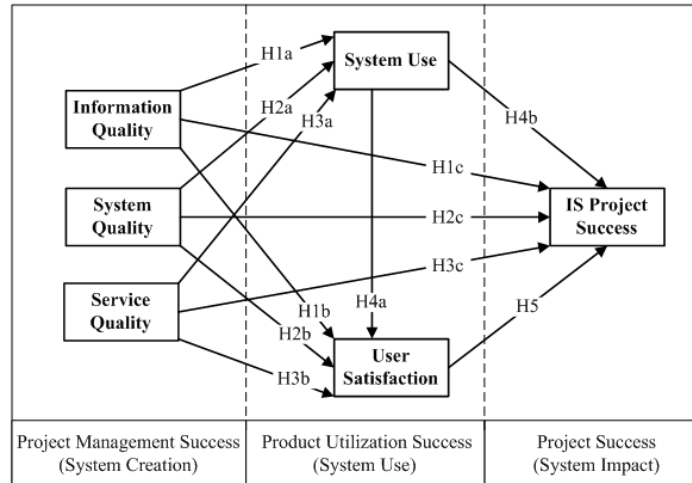 H1a
System Use
H2a
Information
Quality
H3a
H4b
H1c
System
Quality
H2c
IS Project
Success
H3c
Service
Quality
H4a
H1b
H5
H2b
User
Satisfaction
H3b
Project Management Success
(System Creation)
Product Utilization Success
(System Use)
Project Success
(System Impact)